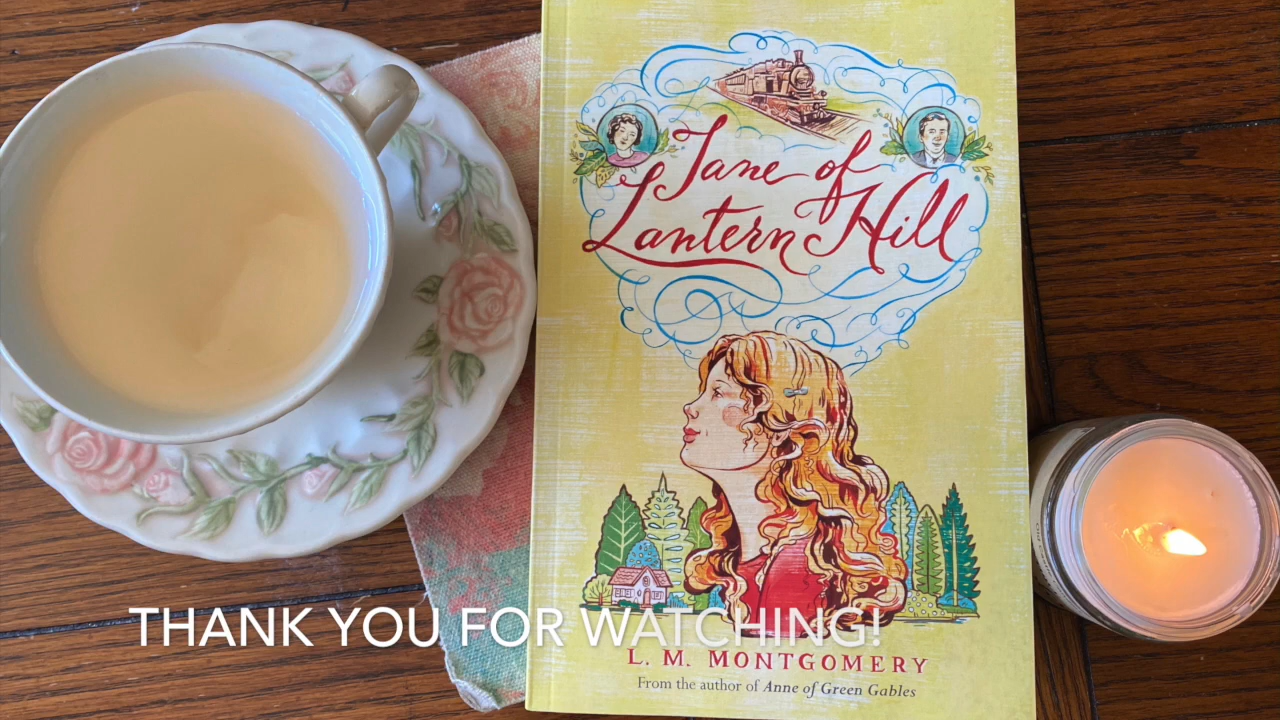 Jane of
Lantern Hill
THANK YOU FOR WATCHING!
L. M. MONTGOMERY
From the author of Anne of Green Gables